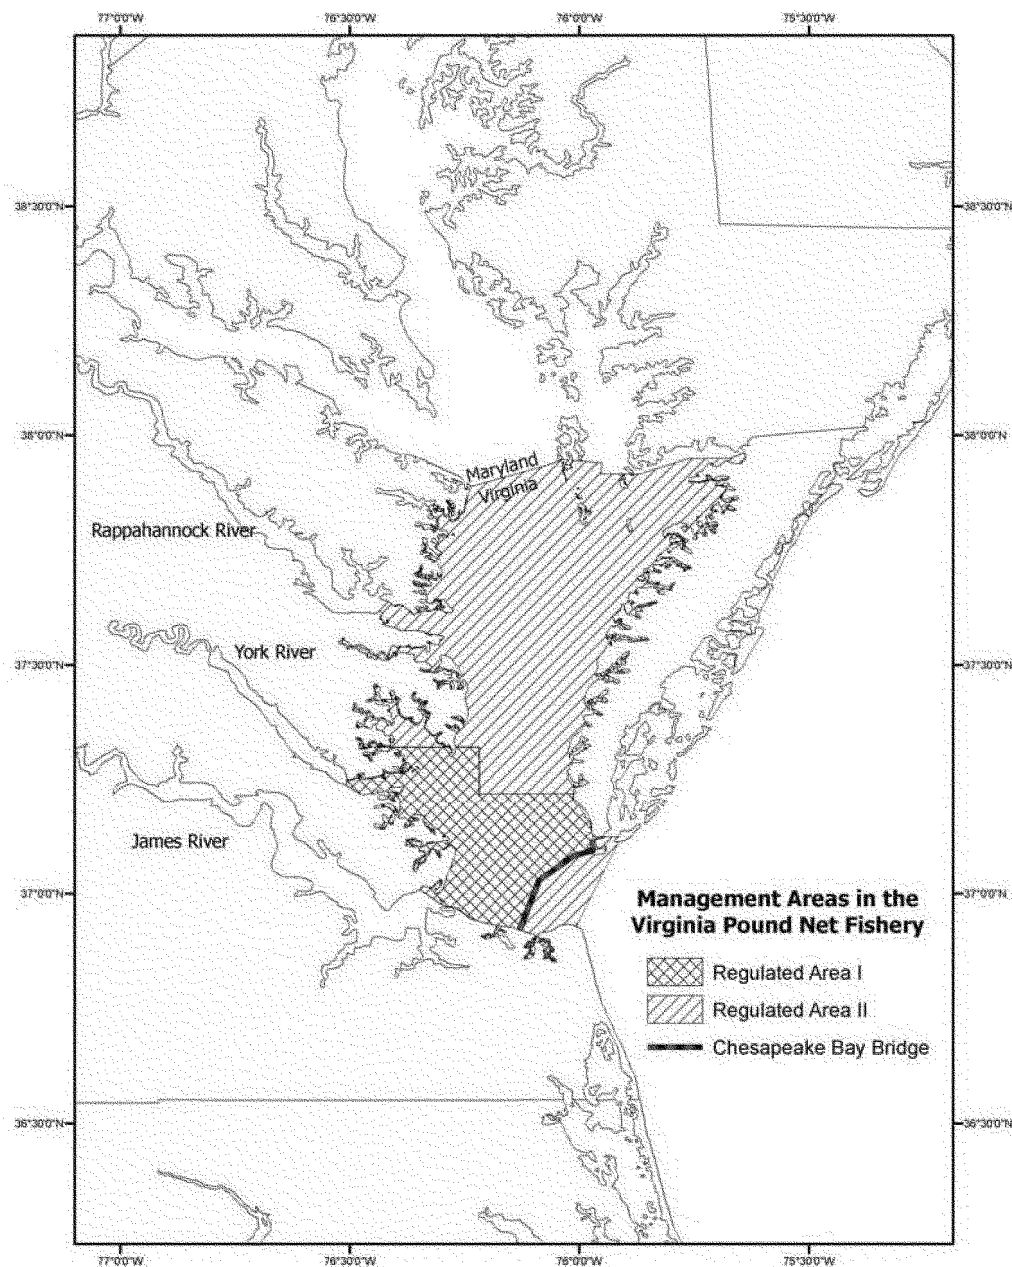 77°0'0"W 76°30'0"W 76°0'0"W 75°30'0"W
38°30'0"N 38°30'0"N
38°0'0"N 38°0'0"N
Maryland
Virginia
Rappahannock River
York River
37°30'0"N 37°30'0"N
James River
37°0'0"N 37°0'0"N
Management Areas in the
Virginia Pound Net Fishery
Regulated Area I
Regulated Area II
Chesapeake Bay Bridge
36°30'0"N 36°30'0"N
77°0'0"W 76°30'0"W 76°0'0"W 75°30'0"W